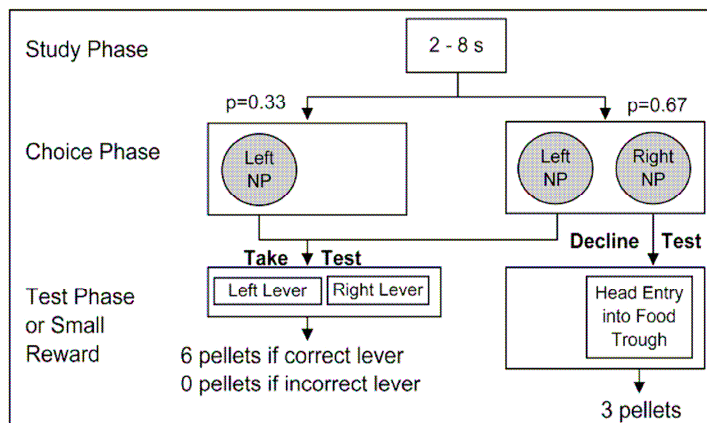 Study Phase
2 - 8 s
p=0.33
p=0.67
Choice Phase
Left
NP
Left
NP
Right
NP
Take Test
Decline Test
Test Phase
or Small
Reward
Left Lever
Right Lever
Head Entry
into Food
Trough
6 pellets if correct lever
0 pellets if incorrect lever
3 pellets